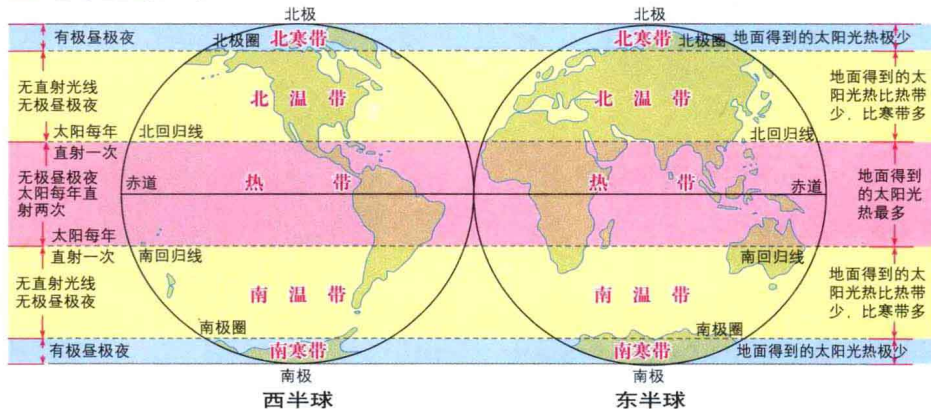 北极
北极
有极昼极夜
北极圈
北寒带
北寒带
北极圈
地面得到的太阳光热极少
无直射光线
无极昼极夜
北温带
北温带
地面得到的太
阳光热比热带
少，比寒带多
太阳每年
北回归线
北回归线
直射一次
无极昼极夜
太阳每年直
射两次
赤道
热带
热带
赤道
地面得到
的太阳光
热最多
太阳每年
直射一次
南回归线
南回归线
无直射光线
无极昼极夜
南温带
南温带
地面得到的太
阳光热比热带
少，比寒带多
南极圈
南极圈
有极昼极夜
南寒带
南寒带
地面得到的太阳光热极少
南极
南极
西半球
东半球